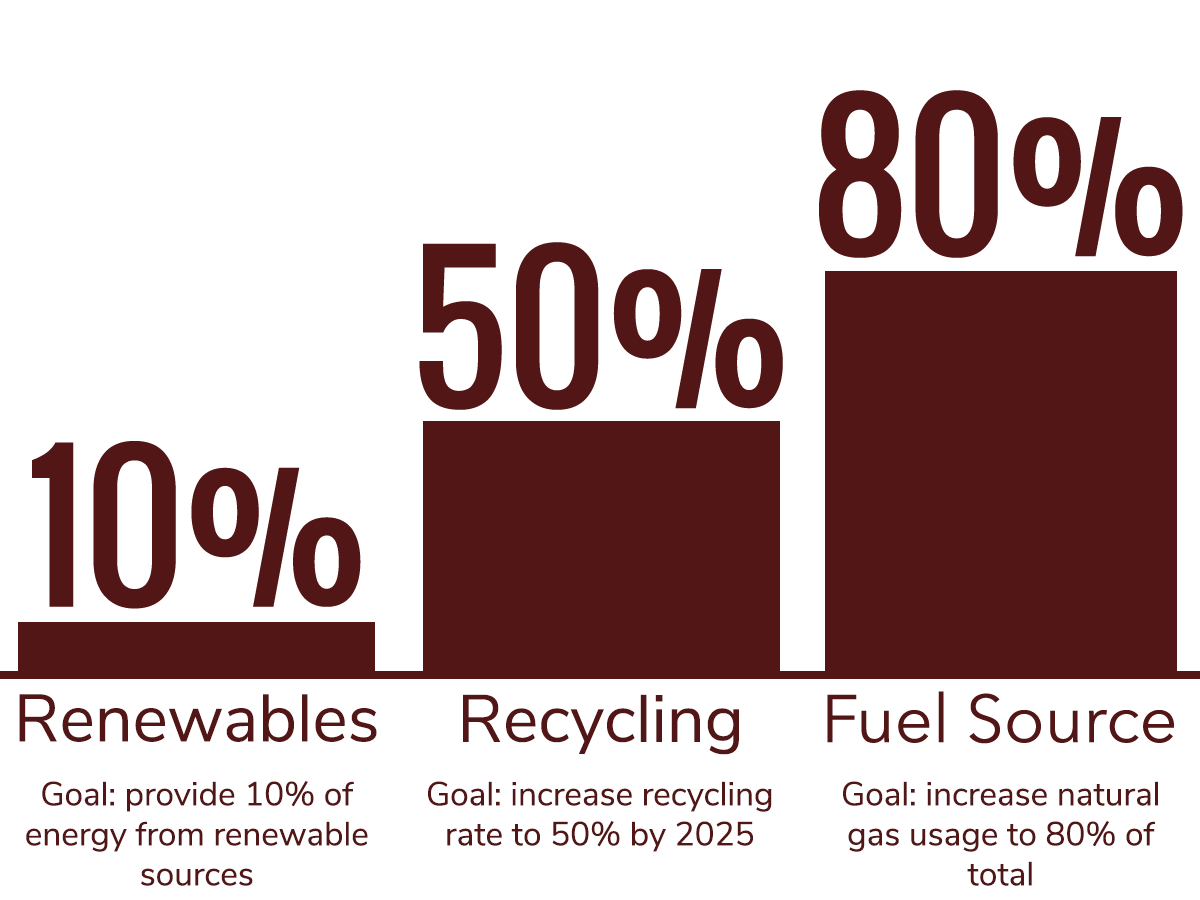 10%
Renewables
Goal: provide 10% of
energy from renewable
sources
50%
Recycling
Goal: increase recycling
rate to 50% by 2025
80%
Fuel Source
Goal: increase natural
gas usage to 80% of
total